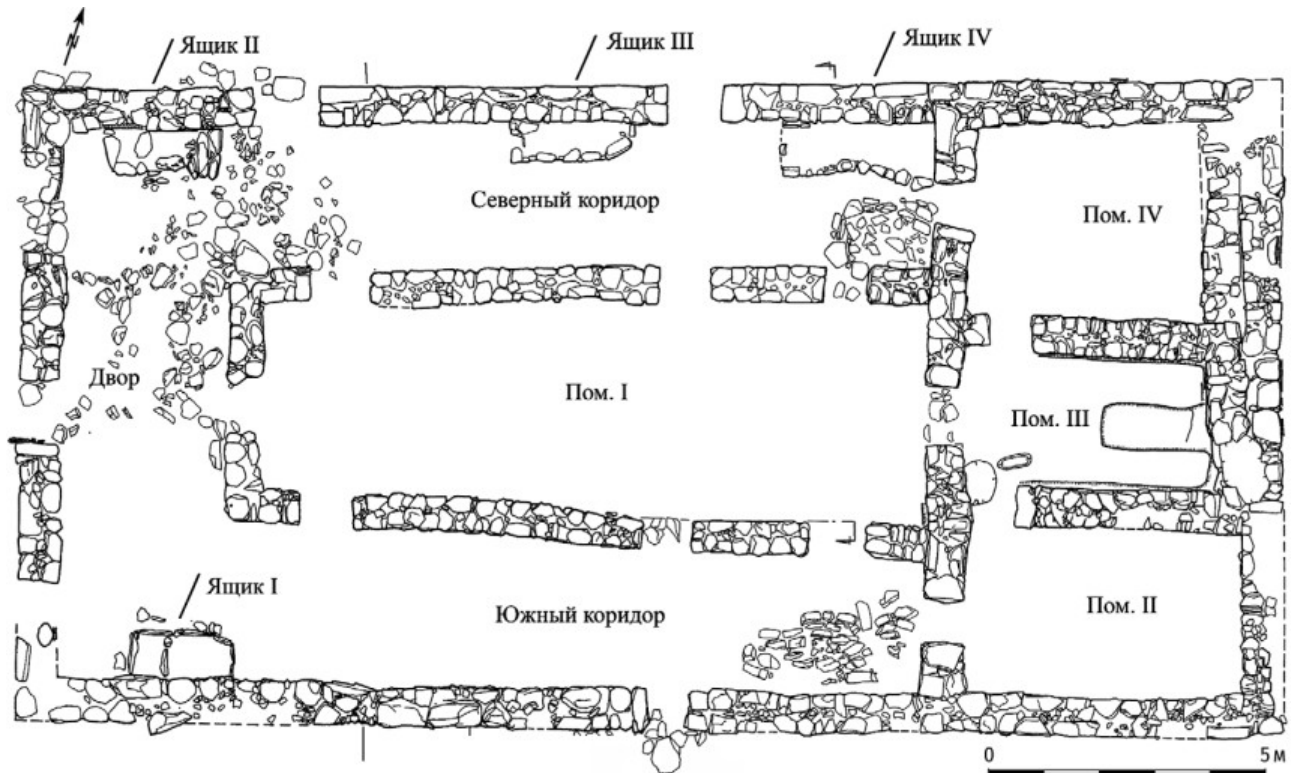 N
Ящик II
Ящик III
Ящик IV
Северный коридор
Пом. IV
Двор
Пом. I
Пом. III
Ящик I
Южный коридор
Пом. II
0 5 м